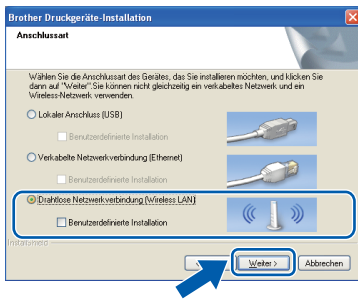 Brother Druckgeräte-Installation
Anschlussart
Wählen Sie die Anschlussart des Gerätes, das Sie installieren möchten, und klicken Sie
dann auf "Weiter".Sie können nicht gleichzeitig ein verkabeltes Netzwerk und ein
Wireless-Netzwerk verwenden.
Lokaler Anschluss (USB)
Benutzerdefinierte Installation
Verkabelte Netzwerkverbindung (Ethernet)
Benutzerdefinierte Installation
Drahtlose Netzwerkverbindung (Wireless LAN)
Benutzerdefinierte Installation
InstallShield
Weiter >
Abbrechen